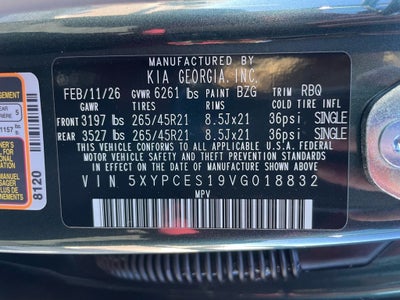 MANUFACTURED BY
KIA GEORGIA, INC.
FEB/11/26 GVWR 6261 lbs PAINT BZG TRIM RBQ
GAWR TIRES RIMS COLD TIRE INFL
FRONT 3197 lbs 265/45R21 8.5Jx21 36psi SINGLE
REAR 3527 lbs 265/45R21 8.5Jx21 36psi SINGLE
THIS VEHICLE CONFORMS TO ALL APPLICABLE U.S.A. FEDERAL
MOTOR VEHICLE SAFETY AND THEFT PREVENTION STANDARDS
IN EFFECT ON THE DATE OF MANUFACTURE SHOWN ABOVE.
VIN 5XYPCES19VG018832
MPV
8120